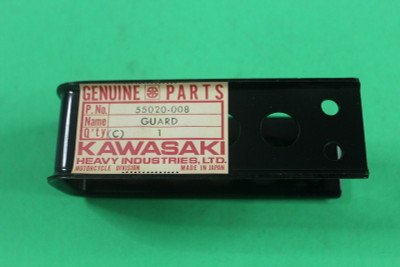 GENUINE PARTS
P. No. 55020-008
Name GUARD
Q'ty (C) 1
KAWASAKI
HEAVY INDUSTRIES, LTD.
MOTORCYCLE DIVISION MADE IN JAPAN